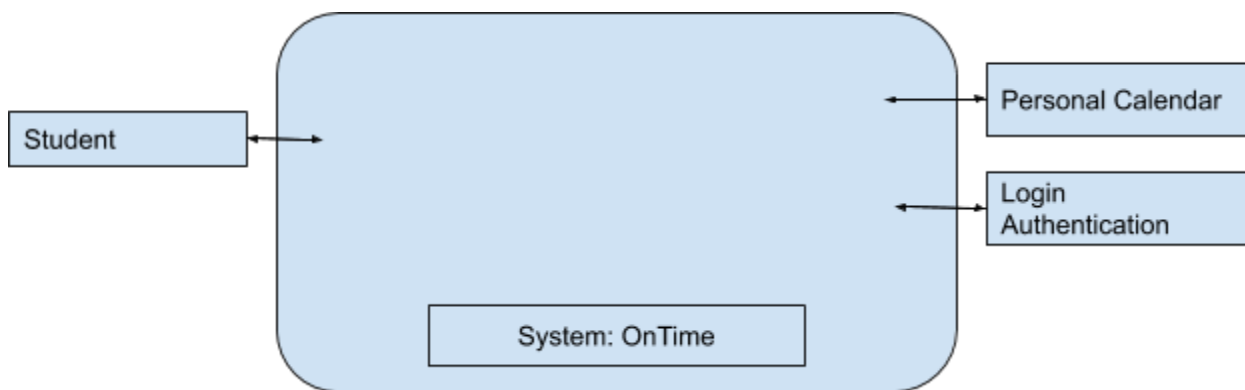 Student
Personal Calendar
Login
Authentication
System: OnTime